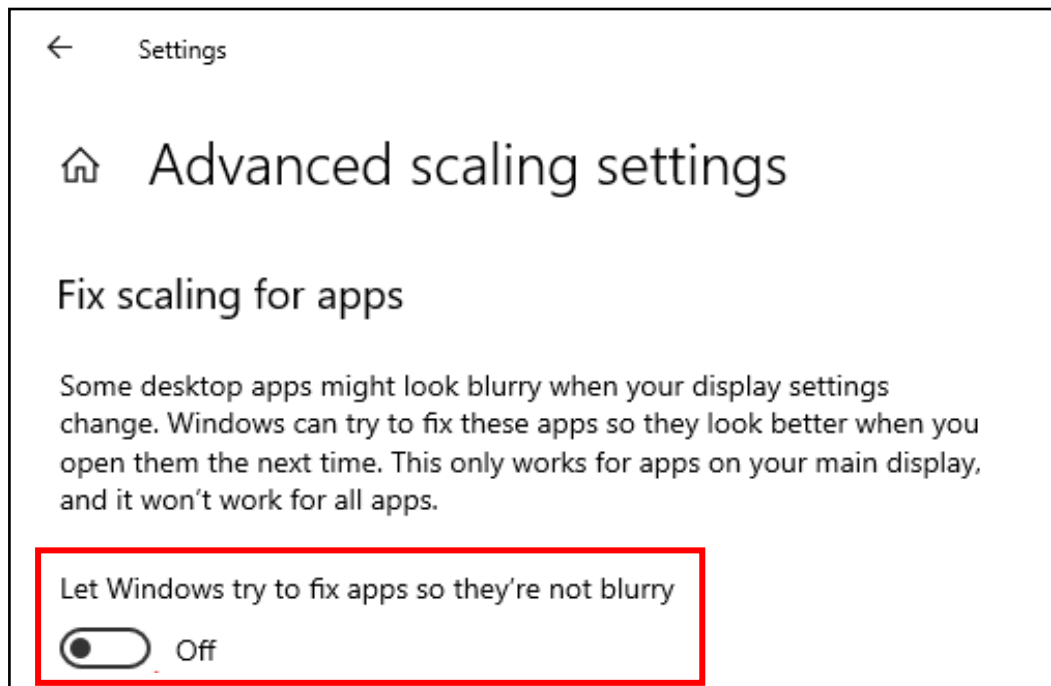 Settings
Advanced scaling settings
Fix scaling for apps
Some desktop apps might look blurry when your display settings
change. Windows can try to fix these apps so they look better when you
open them the next time. This only works for apps on your main display,
and it won’t work for all apps.
Let Windows try to fix apps so they’re not blurry
Off